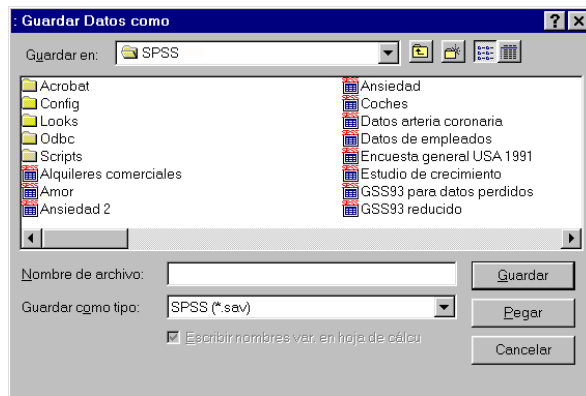 : Guardar Datos como
Guardar en: SPSS
Acrobat
Config
Looks
Odbc
Scripts
Alquileres comerciales
Amor
Ansiedad 2
Ansiedad
Coches
Datos arteria coronaria
Datos de empleados
Encuesta general USA 1991
Estudio de crecimiento
GSS93 para datos perdidos
GSS93 reducido
Nombre de archivo:
Guardar
Guardar como tipo: SPSS (*.sav)
Pegar
Escribir nombres var. en hoja de cálcu
Cancelar